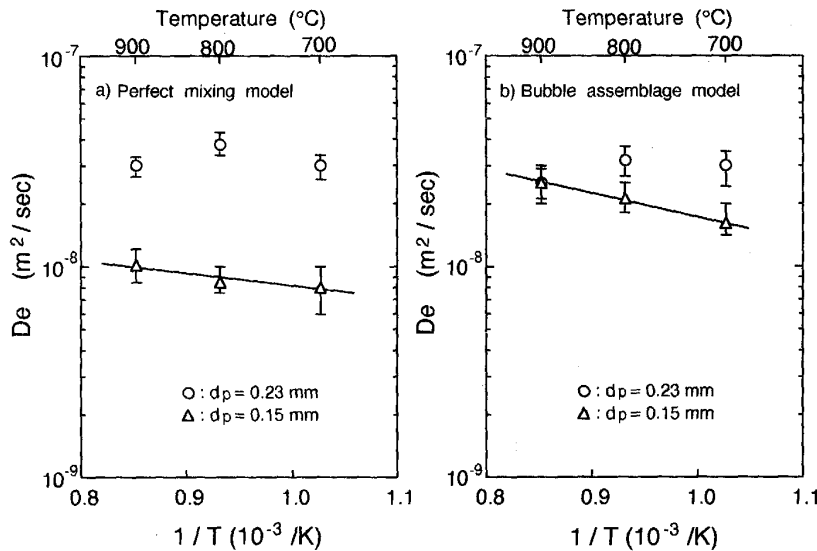 Temperature (°C)
900 800 700
10-7
a) Perfect mixing model
De (m2 / sec)
10-8
○ : dp = 0.23 mm
△ : dp = 0.15 mm
10-9
0.8 0.9 1.0 1.1
1 / T (10-3 /K)
Temperature (°C)
900 800 700
10-7
b) Bubble assemblage model
De (m2 / sec)
10-8
○ : dp = 0.23 mm
△ : dp = 0.15 mm
10-9
0.8 0.9 1.0 1.1
1 / T (10-3 /K)